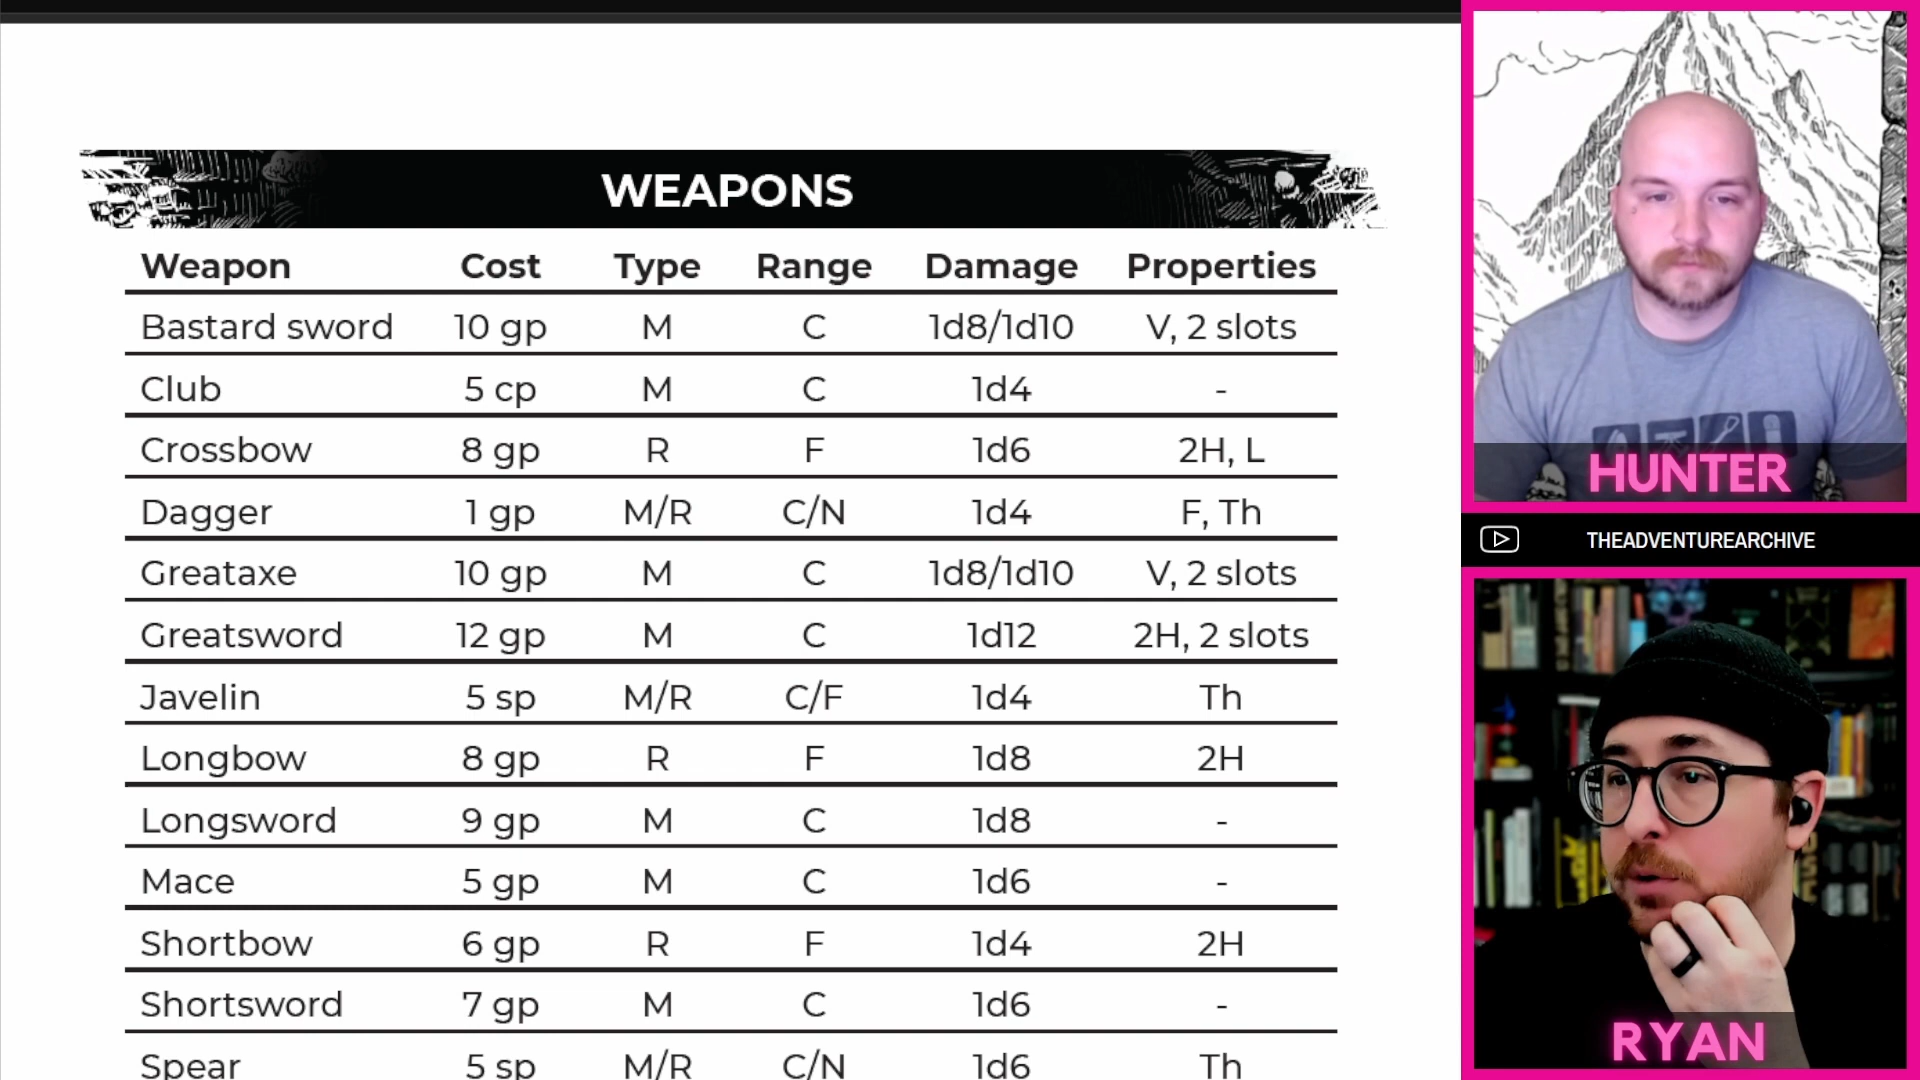 WEAPONS
Weapon Cost Type Range Damage Properties
Bastard sword 10 gp M C 1d8/1d10 V, 2 slots
Club 5 cp M C 1d4 -
Crossbow 8 gp R F 1d6 2H, L
Dagger 1 gp M/R C/N 1d4 F, Th
Greataxe 10 gp M C 1d8/1d10 V, 2 slots
Greatsword 12 gp M C 1d12 2H, 2 slots
Javelin 5 sp M/R C/F 1d4 Th
Longbow 8 gp R F 1d8 2H
Longsword 9 gp M C 1d8 -
Mace 5 gp M C 1d6 -
Shortbow 6 gp R F 1d4 2H
Shortsword 7 gp M C 1d6 -
Spear 5 sp M/R C/N 1d6 Th
HUNTER
THEADVENTUREARCHIVE
RYAN